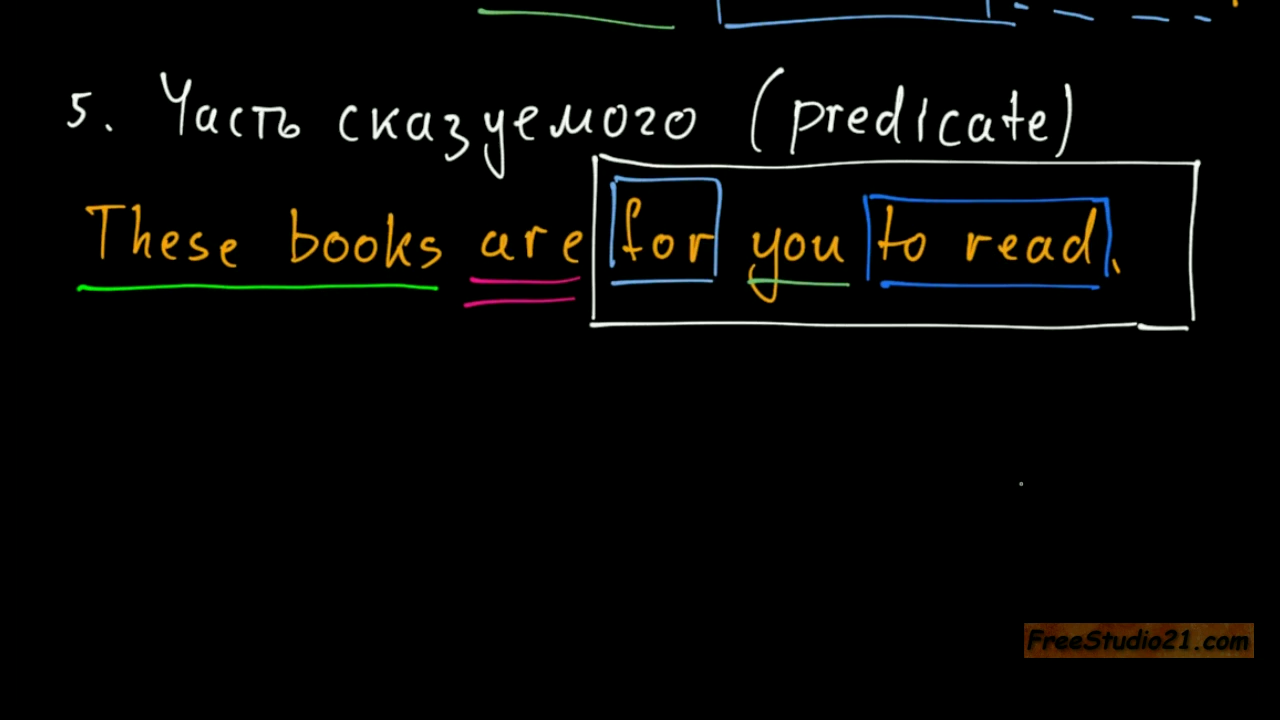 5. Часть сказуемого (predicate)
These books are for you to read.
FreeStudio21.com